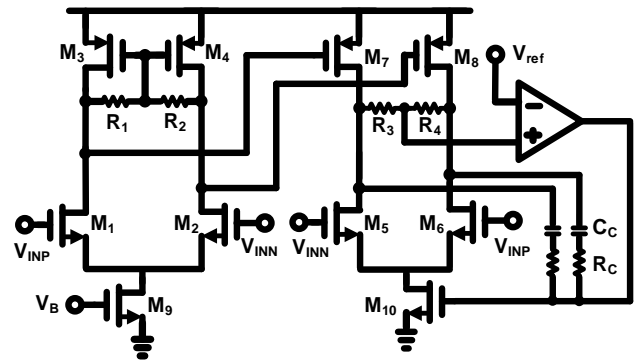 M3
M4
M7
M8
Vref
R1
R2
R3
R4
−
+
M1
M2
M5
M6
CC
VINP
VINN
VINN
VINP
RC
VB
M9
M10